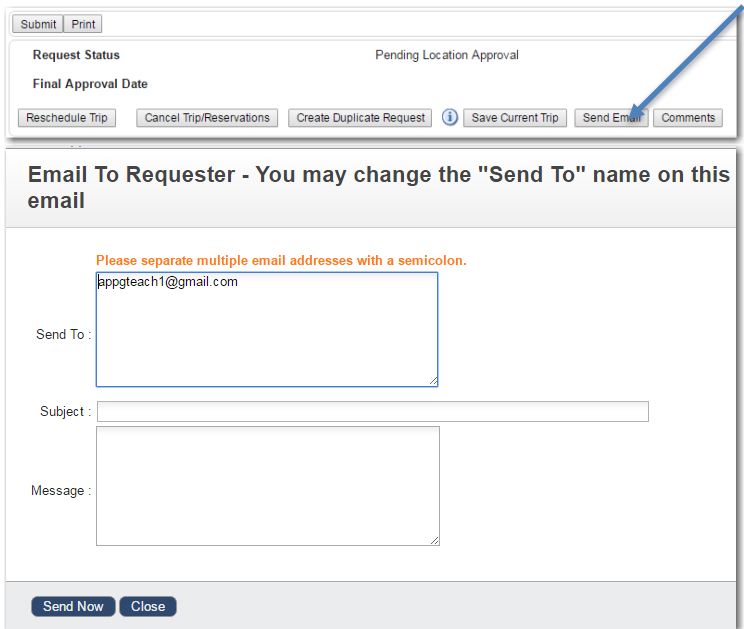 Submit Print
Request Status Pending Location Approval
Final Approval Date
Reschedule Trip Cancel Trip/Reservations Create Duplicate Request i Save Current Trip Send Email Comments
Email To Requester - You may change the "Send To" name on this
email
Please separate multiple email addresses with a semicolon.
appgteach1@gmail.com
Send To :
Subject :
Message :
Send Now Close